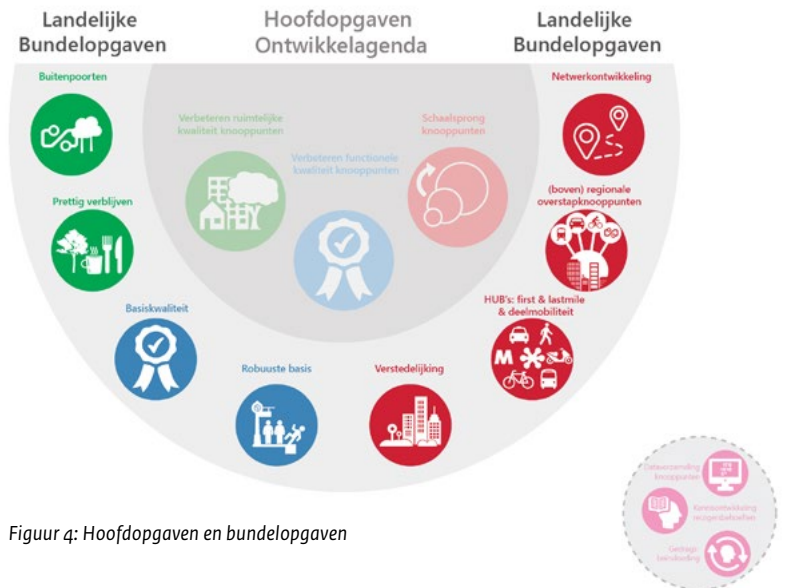 Landelijke
Bundelopgaven
Hoofdopgaven
Ontwikkelagenda
Landelijke
Bundelopgaven
Buitenpoorten
Netwerkontwikkeling
Verbeteren ruimtelijke
kwaliteit knooppunten
Schaalsprong
knooppunten
Verbeteren functionele
kwaliteit knooppunten
Prettig verblijven
(boven) regionale
overstapknooppunten
Basiskwaliteit
HUB's: first & lastmile
& deelmobiliteit
M
Robuuste basis
Verstedelijking
Dataverzameling
knooppunten
Kennisontwikkeling
reizigersbehoeften
Gedrags
beïnvloeding
Figuur 4: Hoofdopgaven en bundelopgaven